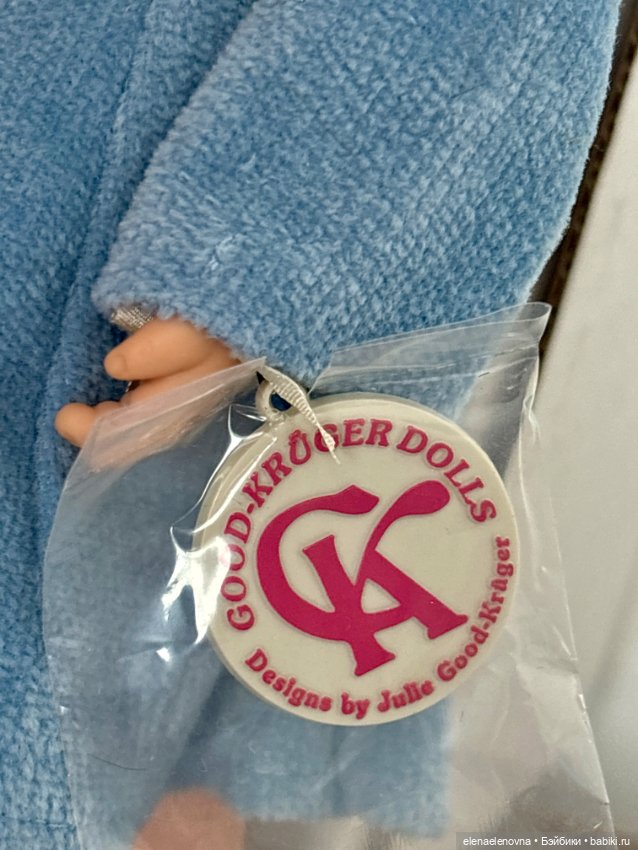 GOOD-KRÜGER DOLLS
GK
Designs by Julie Good-Krüger
elenaelenovna • Бэйбики • babiki.ru